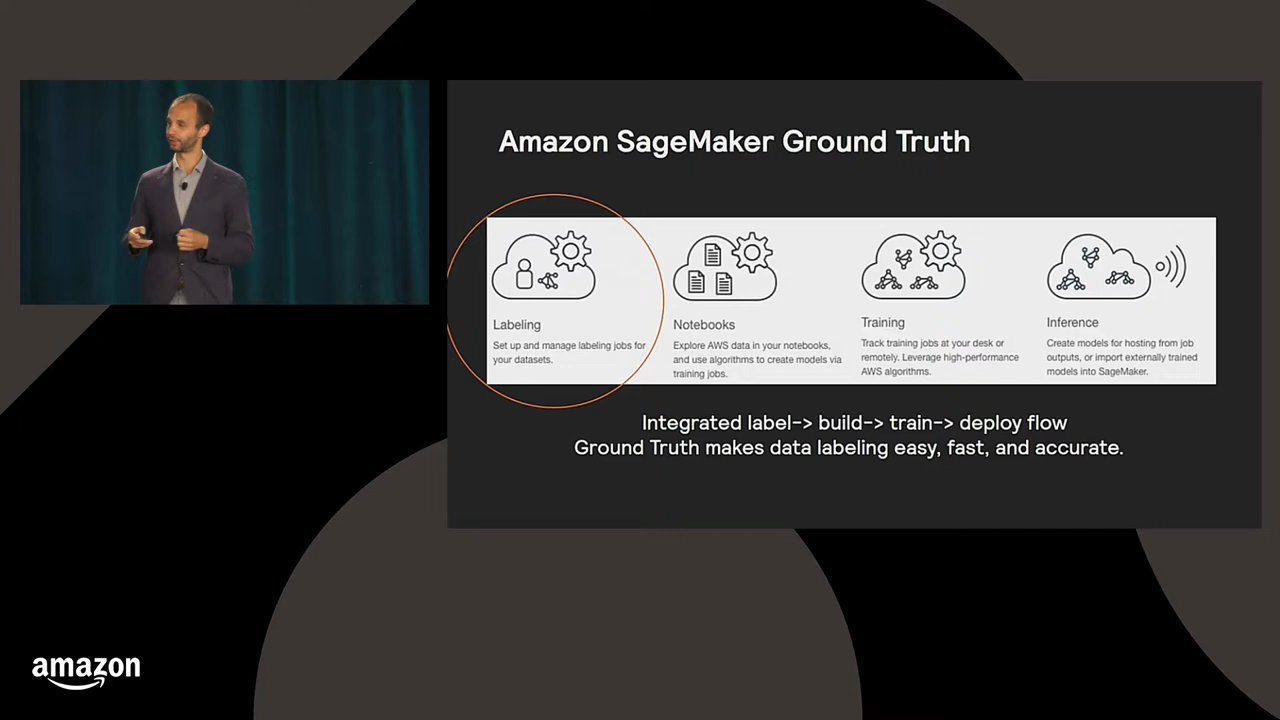 Amazon SageMaker Ground Truth
Labeling
Set up and manage labeling jobs for
your datasets.
Notebooks
Explore AWS data in your notebooks,
and use algorithms to create models via
training jobs.
Training
Track training jobs at your desk or
remotely. Leverage high-performance
AWS algorithms.
Inference
Create models for hosting from job
outputs, or import externally trained
models into SageMaker.
Integrated label-> build-> train-> deploy flow
Ground Truth makes data labeling easy, fast, and accurate.
amazon